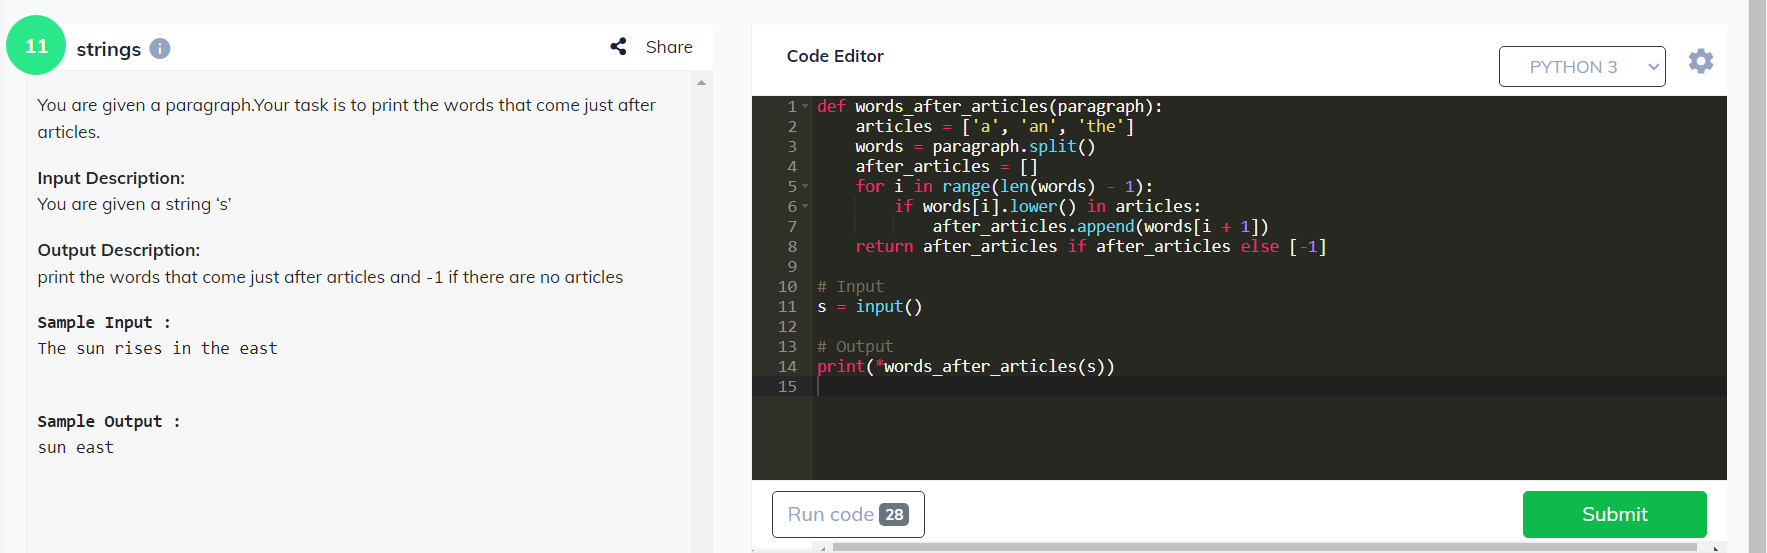 11
strings i
Share
You are given a paragraph.Your task is to print the words that come just after
articles.
Input Description:
You are given a string ‘s’
Output Description:
print the words that come just after articles and -1 if there are no articles
Sample Input :
The sun rises in the east
Sample Output :
sun east
Code Editor
PYTHON 3
1 def words_after_articles(paragraph):
2     articles = ['a', 'an', 'the']
3     words = paragraph.split()
4     after_articles = []
5     for i in range(len(words) - 1):
6         if words[i].lower() in articles:
7             after_articles.append(words[i + 1])
8     return after_articles if after_articles else [-1]
9
10 # Input
11 s = input()
12
13 # Output
14 print(*words_after_articles(s))
15
Run code 28
Submit